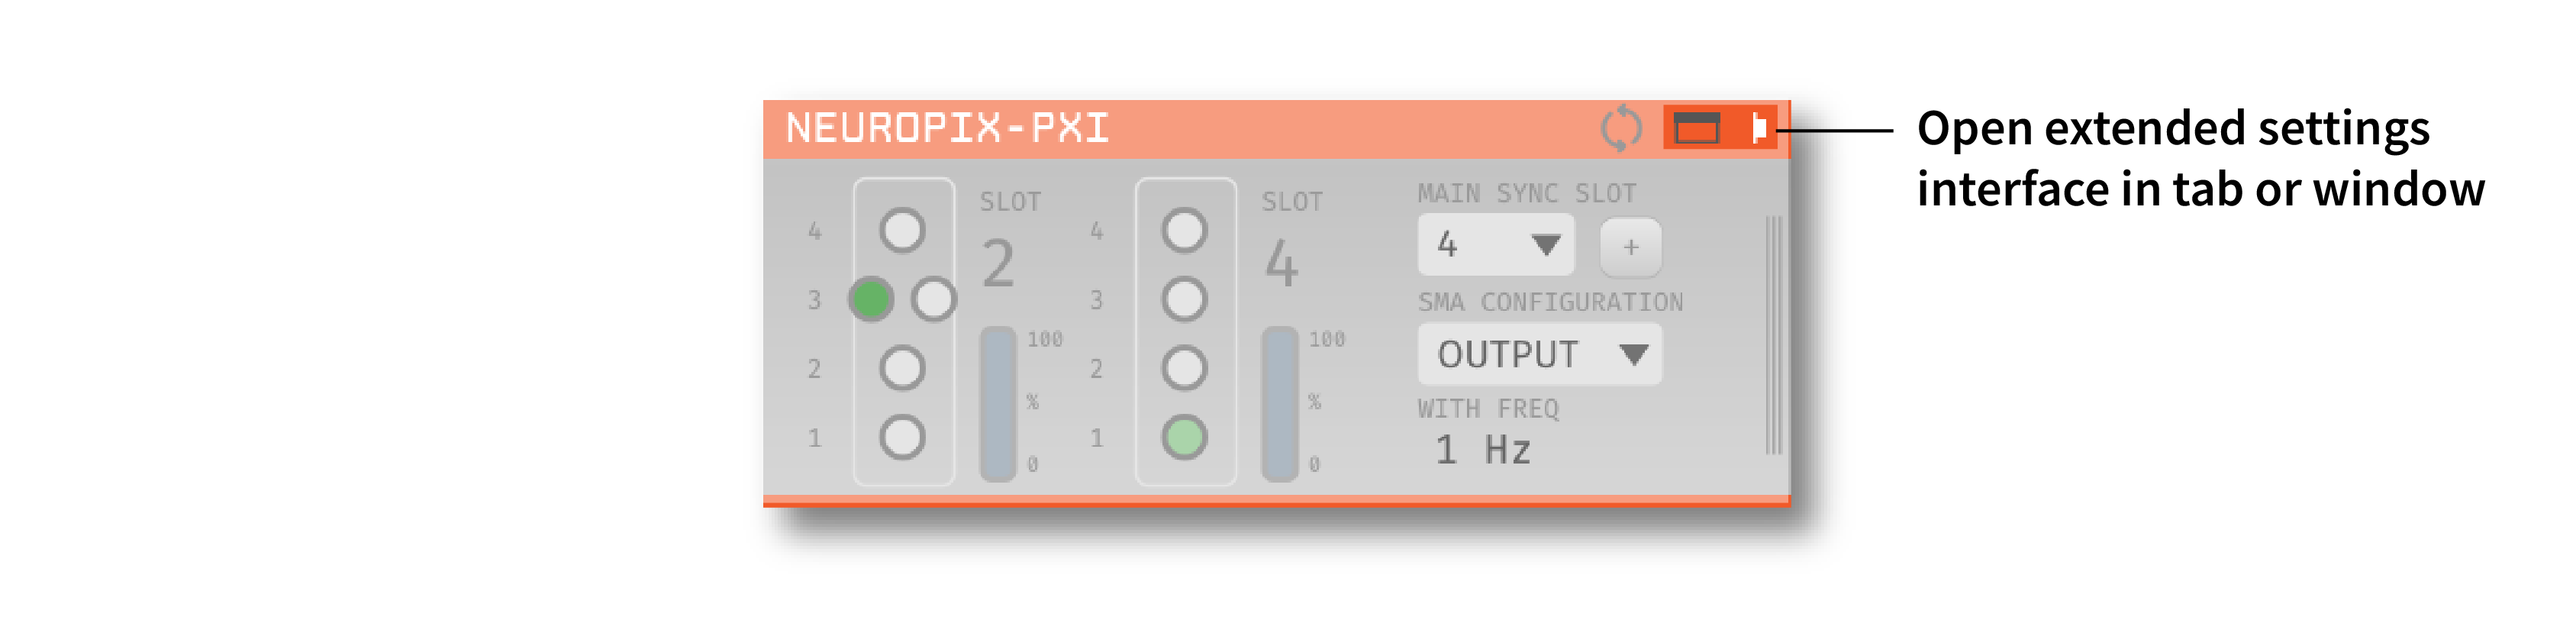 NEUROPIX-PXI
Open extended settings
interface in tab or window
SLOT
2
4
3
2
1
100
%
0
SLOT
4
4
3
2
1
100
%
0
MAIN SYNC SLOT
4
+
SMA CONFIGURATION
OUTPUT
WITH FREQ
1 Hz